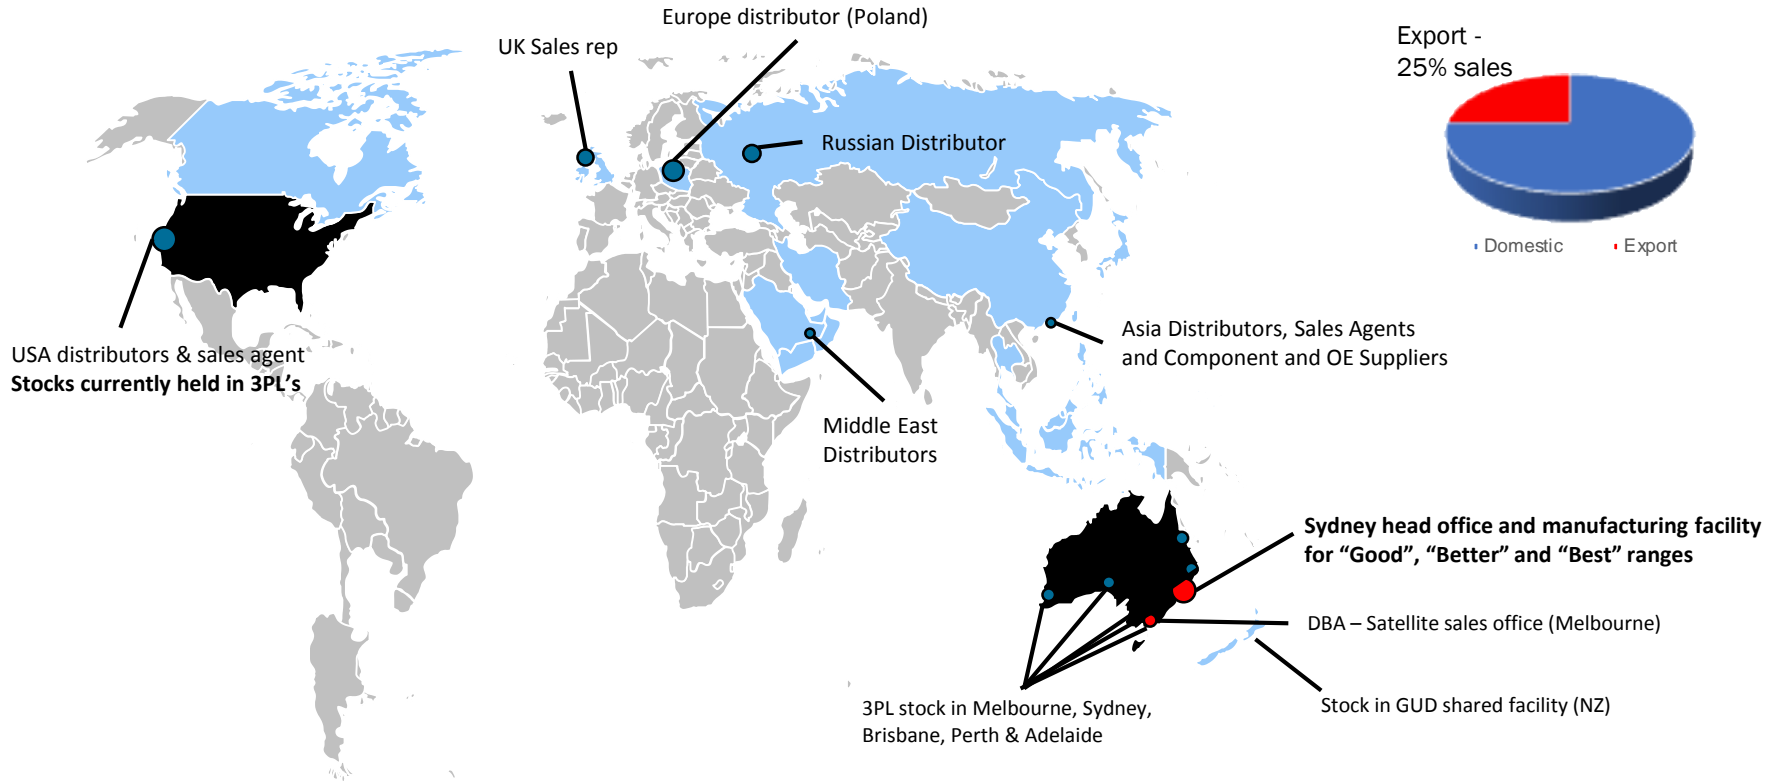 Europe distributor (Poland)
UK Sales rep
Export -
25% sales
Russian Distributor
Domestic
Export
USA distributors & sales agent
Stocks currently held in 3PL's
Asia Distributors, Sales Agents
and Component and OE Suppliers
Middle East
Distributors
Sydney head office and manufacturing facility
for “Good”, “Better” and “Best” ranges
DBA – Satellite sales office (Melbourne)
3PL stock in Melbourne, Sydney,
Brisbane, Perth & Adelaide
Stock in GUD shared facility (NZ)